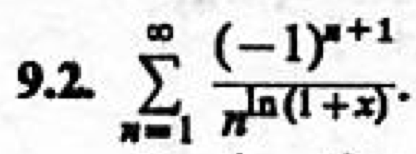 9.2. $\sum_{n=1}^{\infty} \frac{(-1)^{n+1}}{n^{\ln(1+x)}}$.